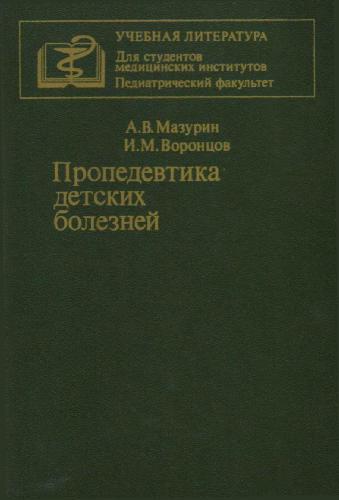 УЧЕБНАЯ ЛИТЕРАТУРА
Для студентов
медицинских институтов
Педиатрический факультет
А.В.Мазурин
И.М.Воронцов
Пропедевтика
детских
болезней